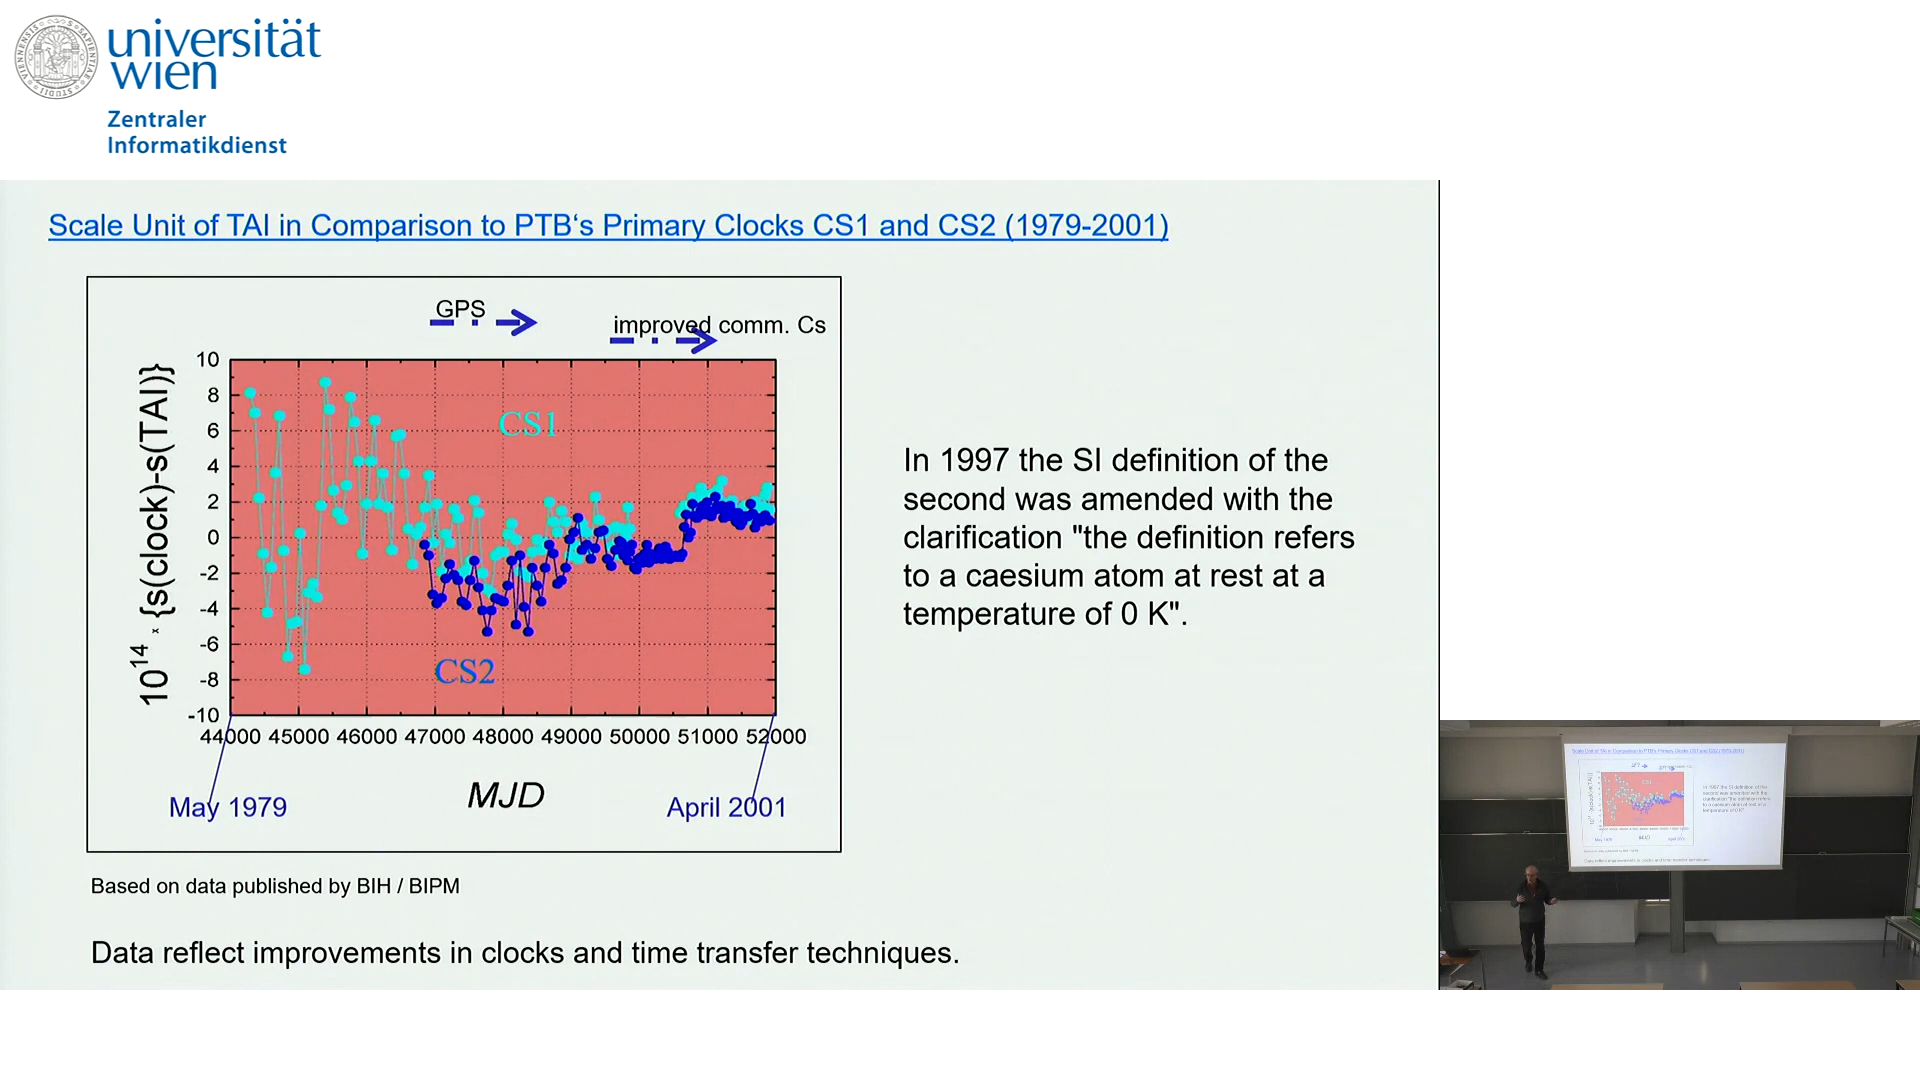 universität
wien
Zentraler
Informatikdienst
Scale Unit of TAI in Comparison to PTB‘s Primary Clocks CS1 and CS2 (1979-2001)
GPS
improved comm. Cs
10¹⁴ × {s(clock)-s(TAI)}
10
8
6
4
2
0
-2
-4
-6
-8
-10
CS1
CS2
44000 45000 46000 47000 48000 49000 50000 51000 52000
MJD
May 1979
April 2001
In 1997 the SI definition of the
second was amended with the
clarification "the definition refers
to a caesium atom at rest at a
temperature of 0 K".
Based on data published by BIH / BIPM
Data reflect improvements in clocks and time transfer techniques.